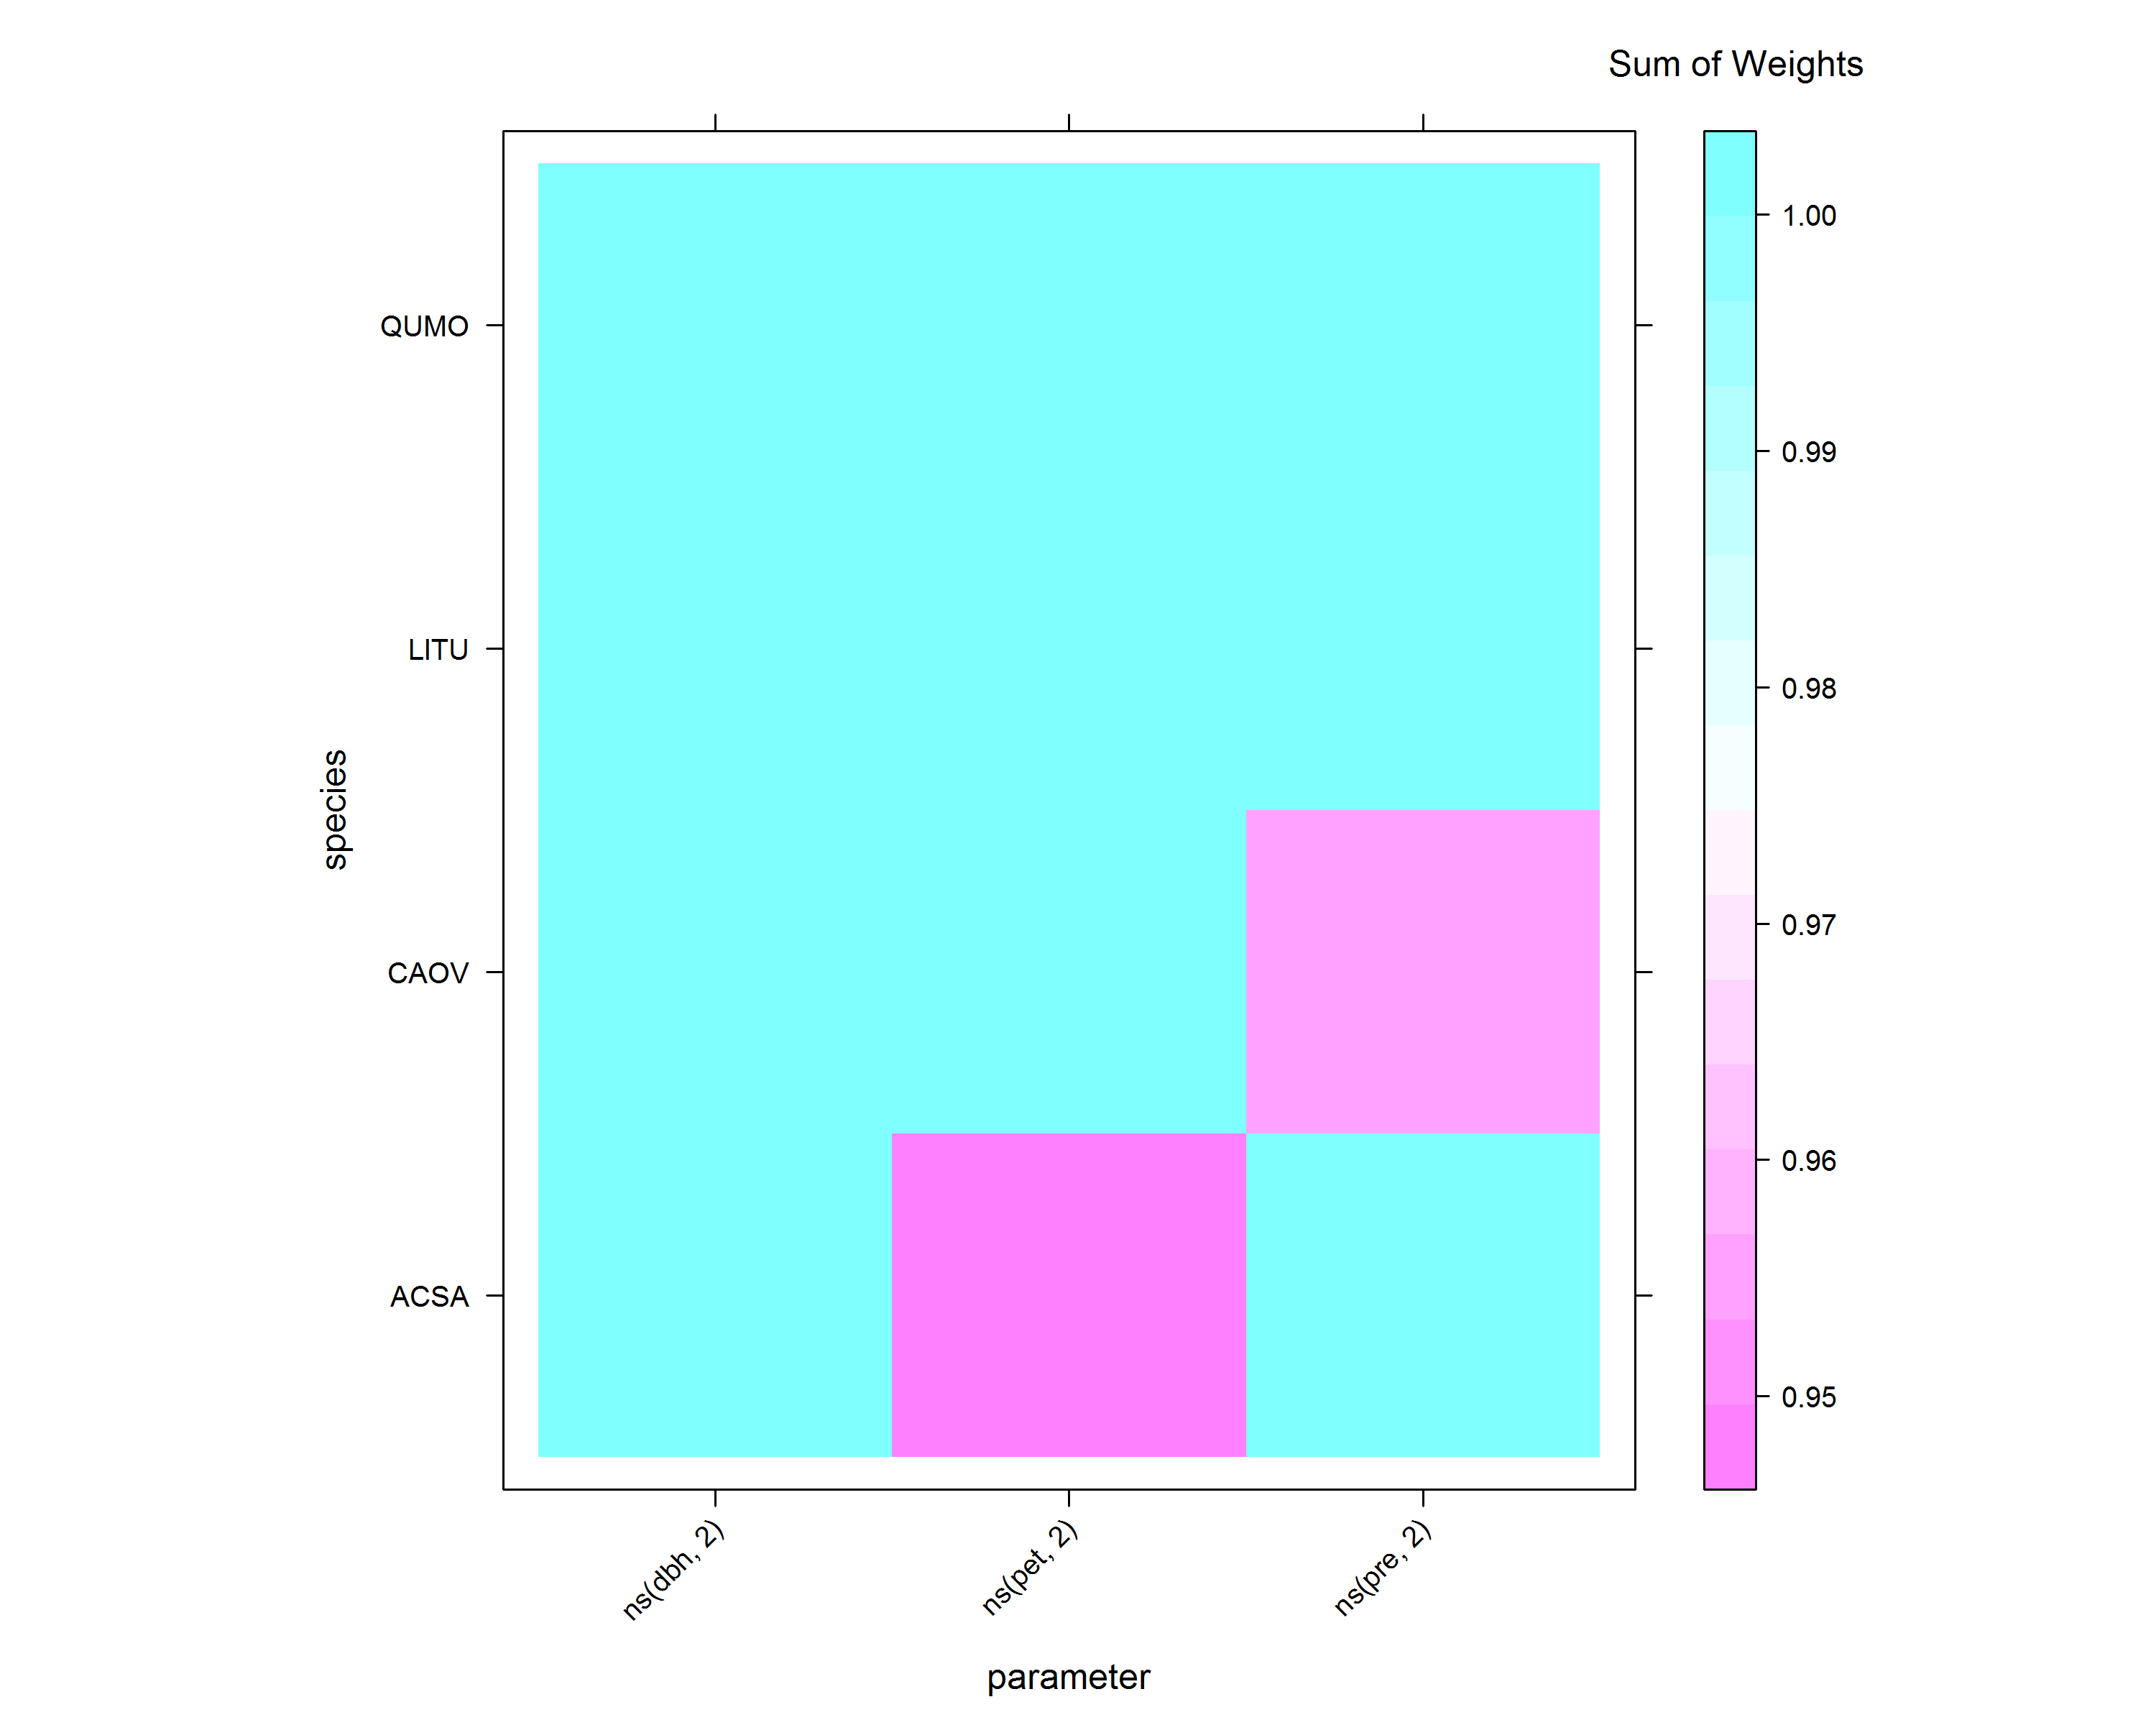 Sum of Weights
1.00
0.99
0.98
0.97
0.96
0.95
species
QUMO
LITU
CAOV
ACSA
ns(dbh, 2)
ns(pet, 2)
ns(pre, 2)
parameter